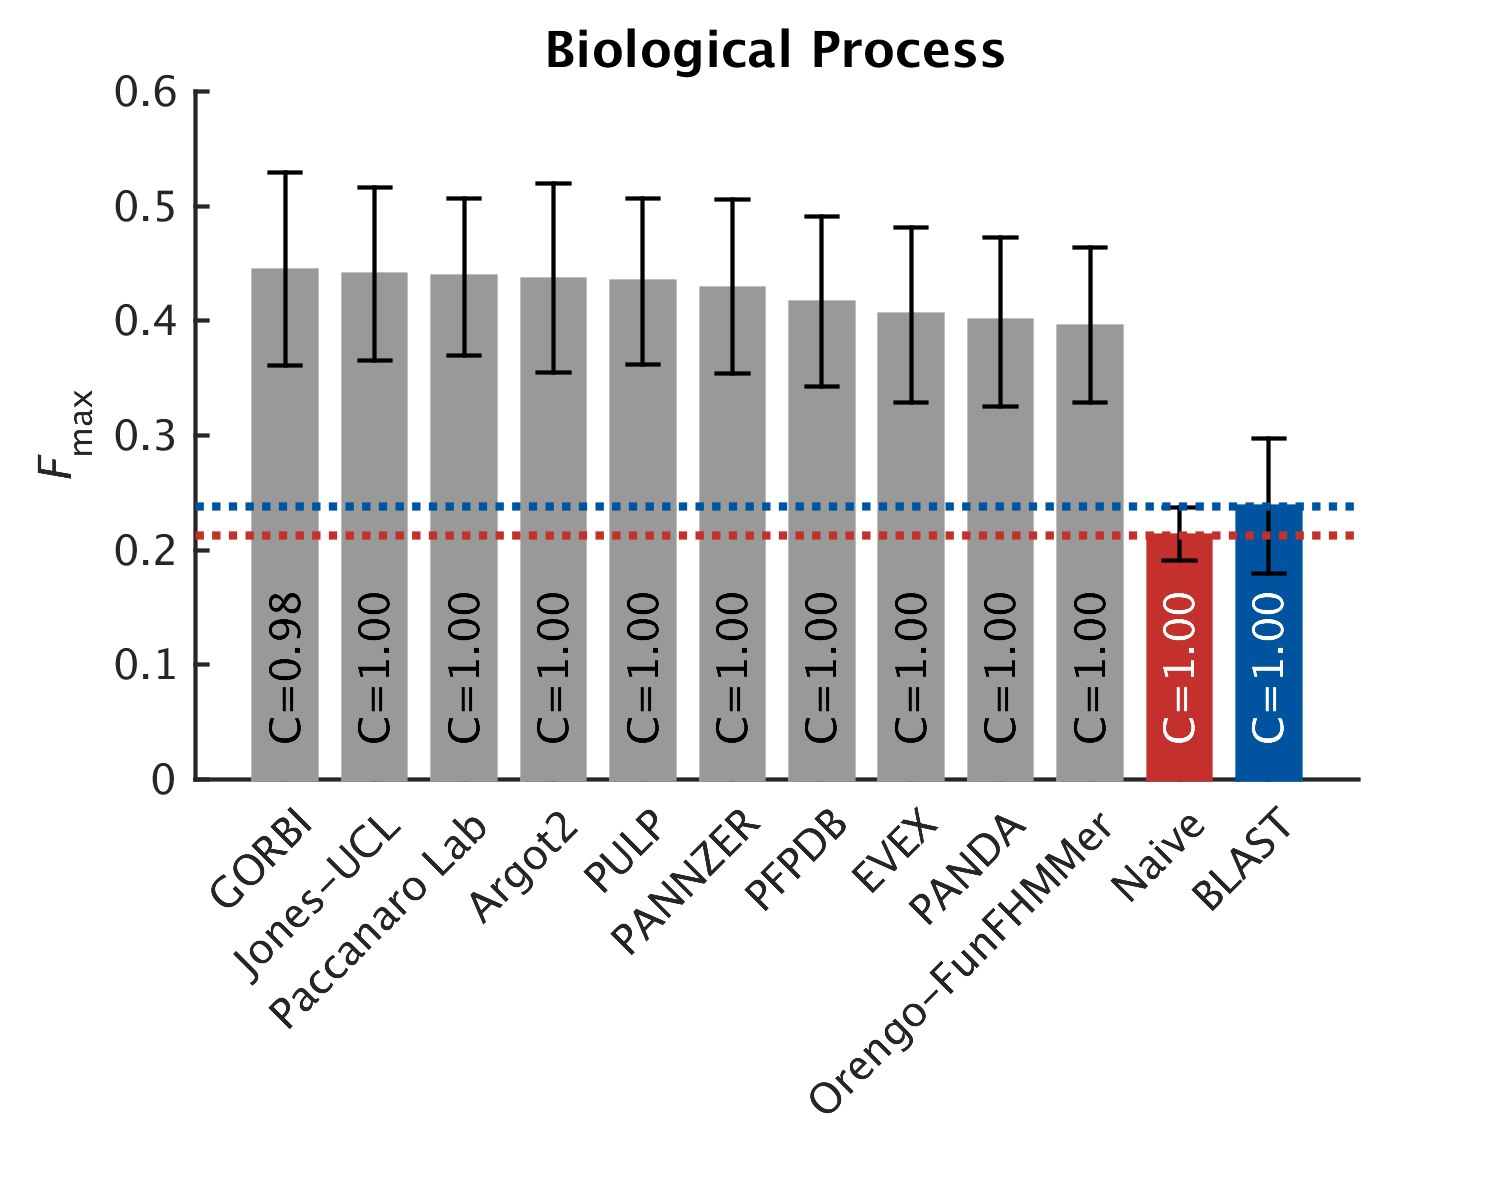 Biological Process
0.6
0.5
0.4
0.3
0.2
0.1
0
Fmax
C=0.98
C=1.00
C=1.00
C=1.00
C=1.00
C=1.00
C=1.00
C=1.00
C=1.00
C=1.00
C=1.00
C=1.00
GORBI
Jones-UCL
Paccanaro Lab
Argot2
PULP
PANNZER
PFPDB
EVEX
PANDA
Orengo-FunFHMMer
Naive
BLAST